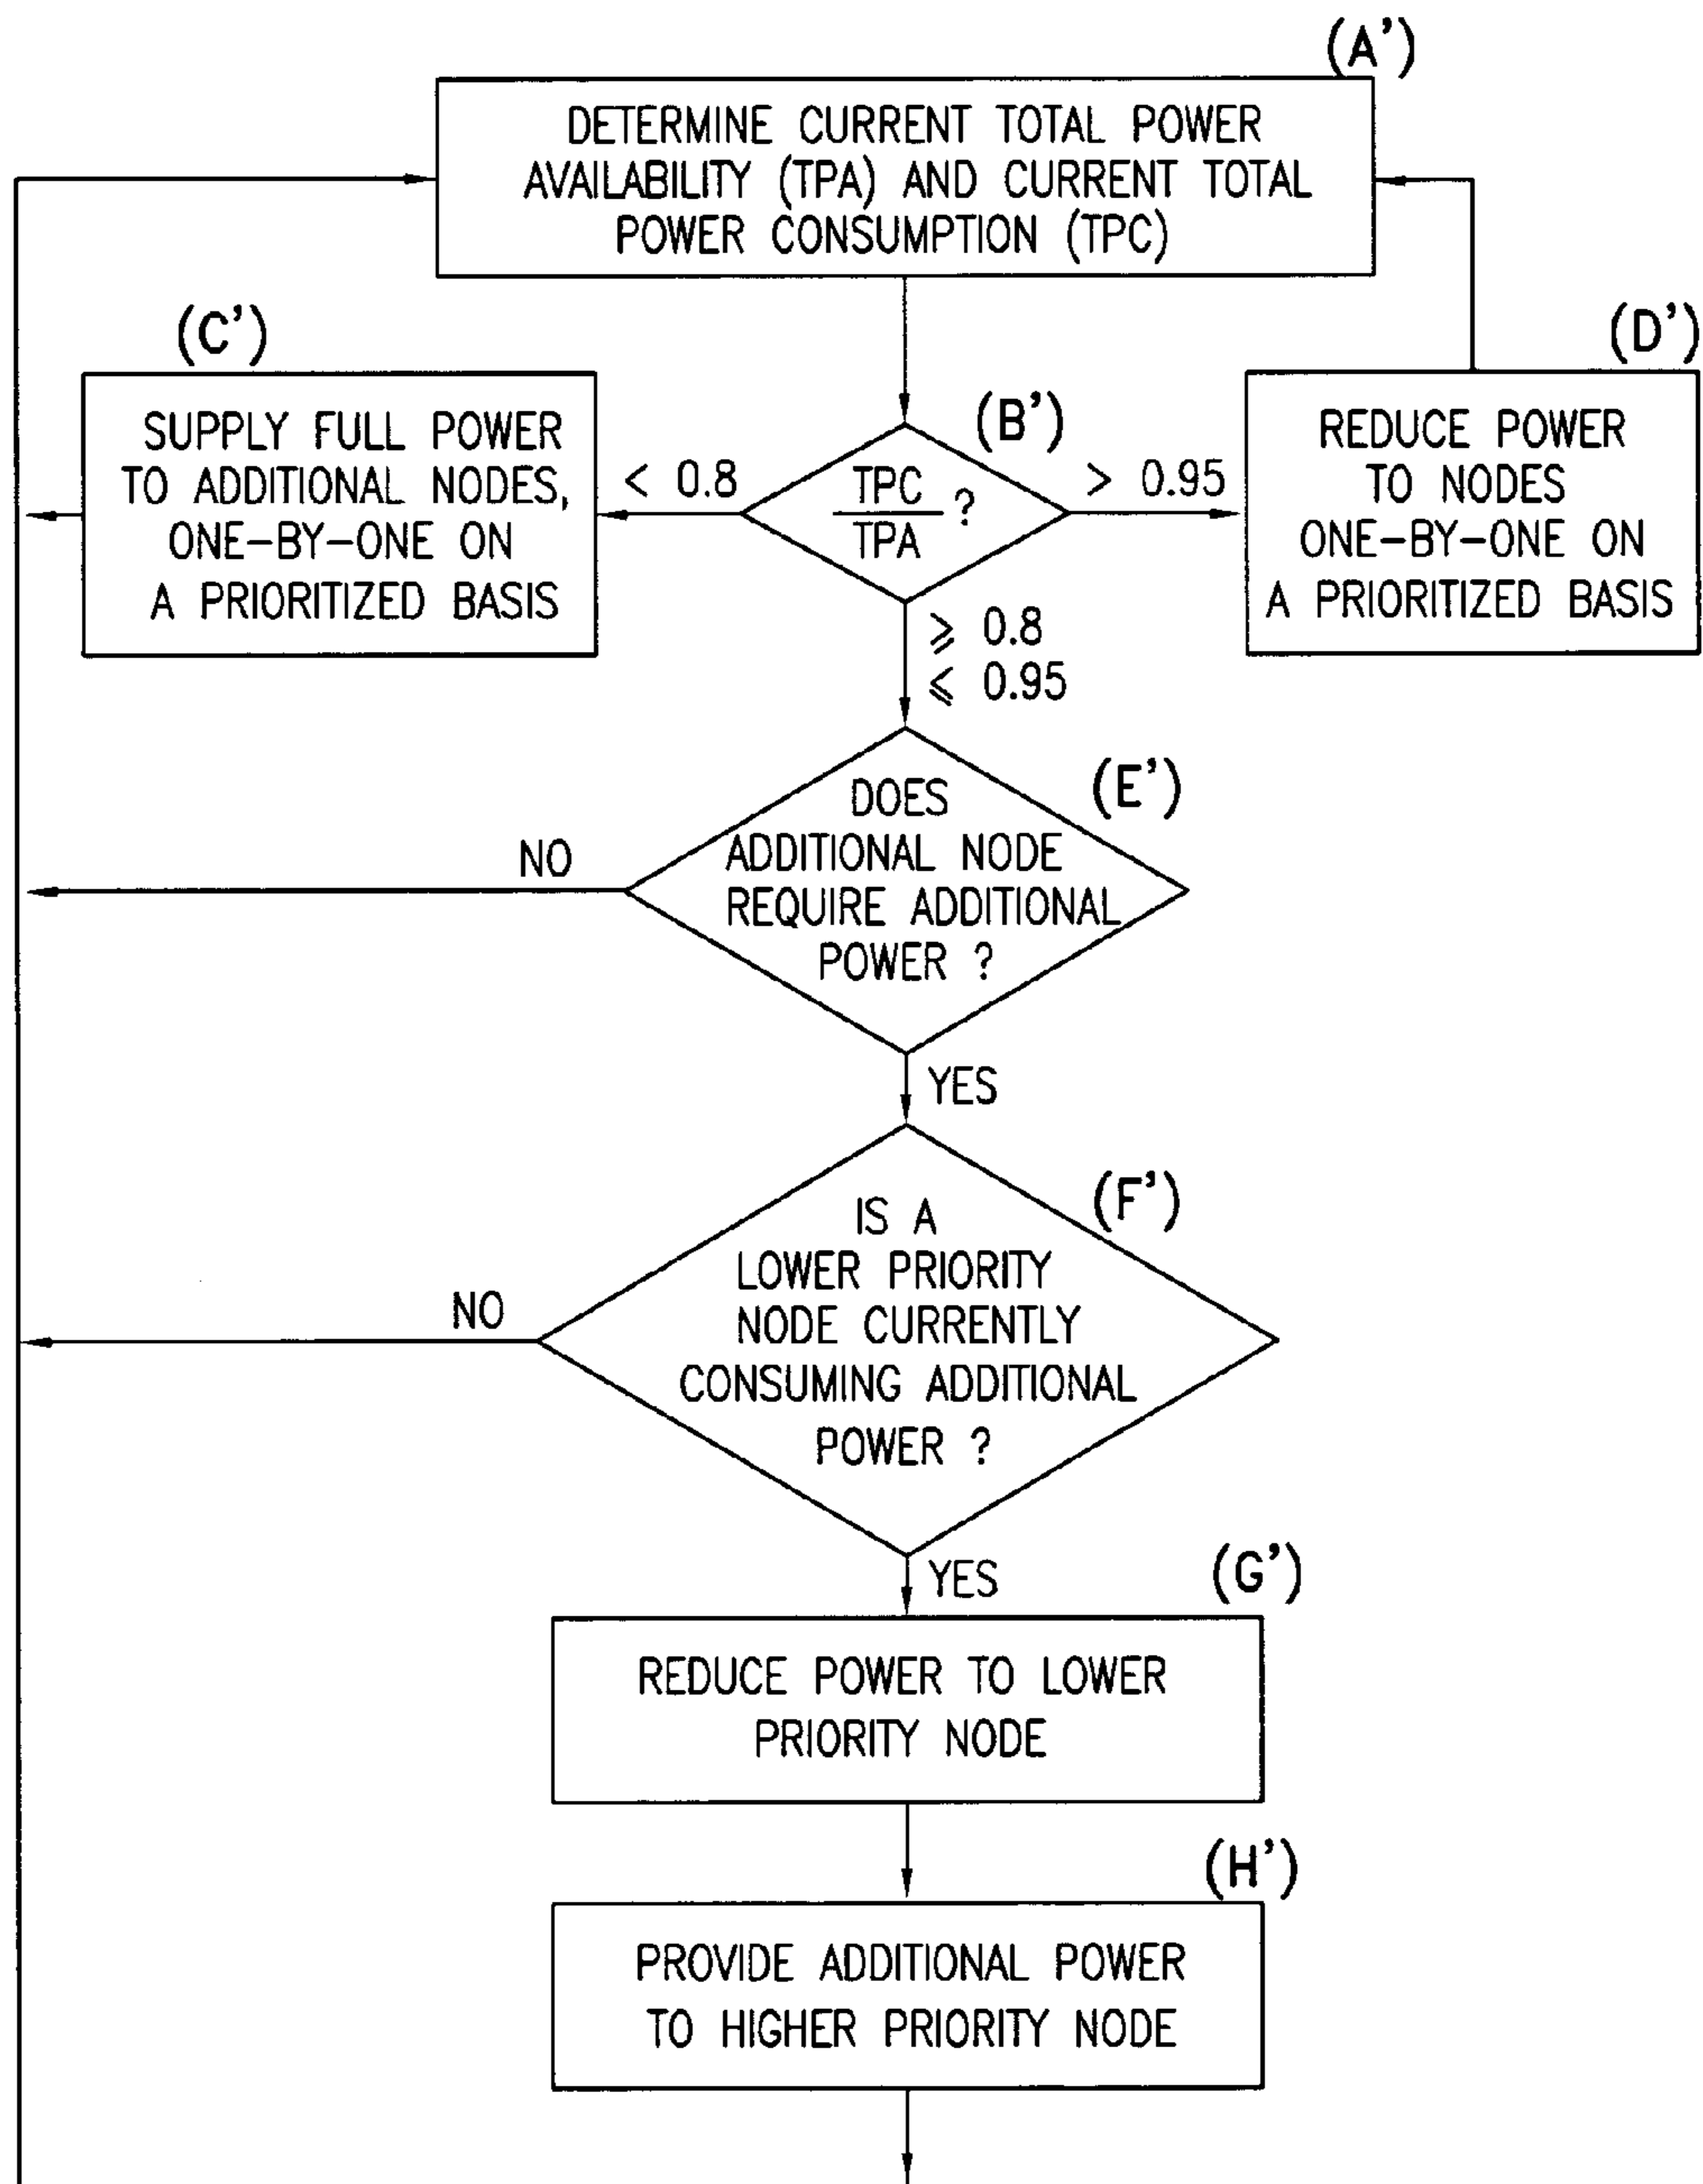 (A')
DETERMINE CURRENT TOTAL POWER
AVAILABILITY (TPA) AND CURRENT TOTAL
POWER CONSUMPTION (TPC)
(C')
SUPPLY FULL POWER
TO ADDITIONAL NODES,
ONE-BY-ONE ON
A PRIORITIZED BASIS
< 0.8
(B')
TPC
TPA
?
> 0.95
(D')
REDUCE POWER
TO NODES
ONE-BY-ONE ON
A PRIORITIZED BASIS
⩾ 0.8
⩽ 0.95
(E')
DOES
ADDITIONAL NODE
REQUIRE ADDITIONAL
POWER ?
NO
YES
(F')
IS A
LOWER PRIORITY
NODE CURRENTLY
CONSUMING ADDITIONAL
POWER ?
NO
YES
(G')
REDUCE POWER TO LOWER
PRIORITY NODE
(H')
PROVIDE ADDITIONAL POWER
TO HIGHER PRIORITY NODE